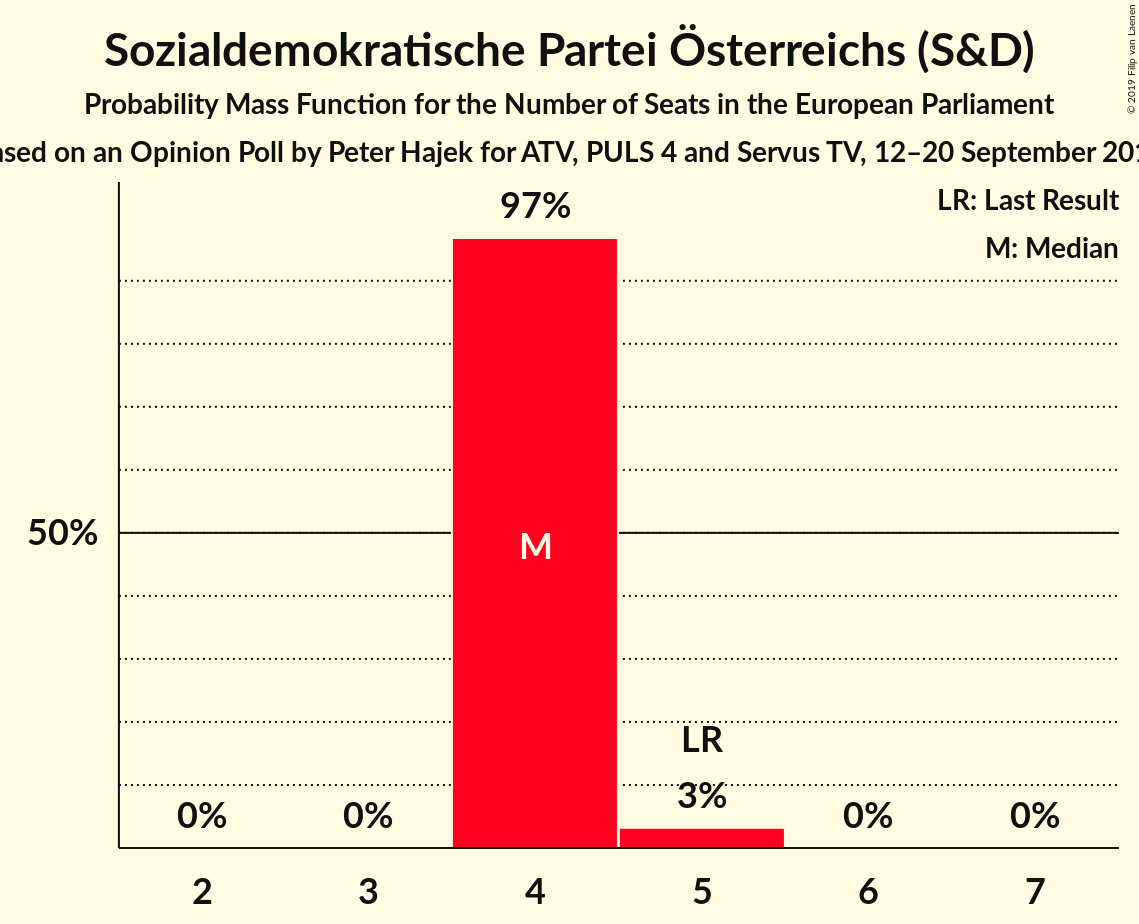 Sozialdemokratische Partei Österreichs (S&D)
Probability Mass Function for the Number of Seats in the European Parliament
on an Opinion Poll by Peter Hajek for ATV, PULS 4 and Servus TV, 12–20 September
© 2019 Filip van Laenen
LR: Last Result
M: Median
97%
50%
M
LR
3%
0%
0%
0%
0%
2
3
4
5
6
7